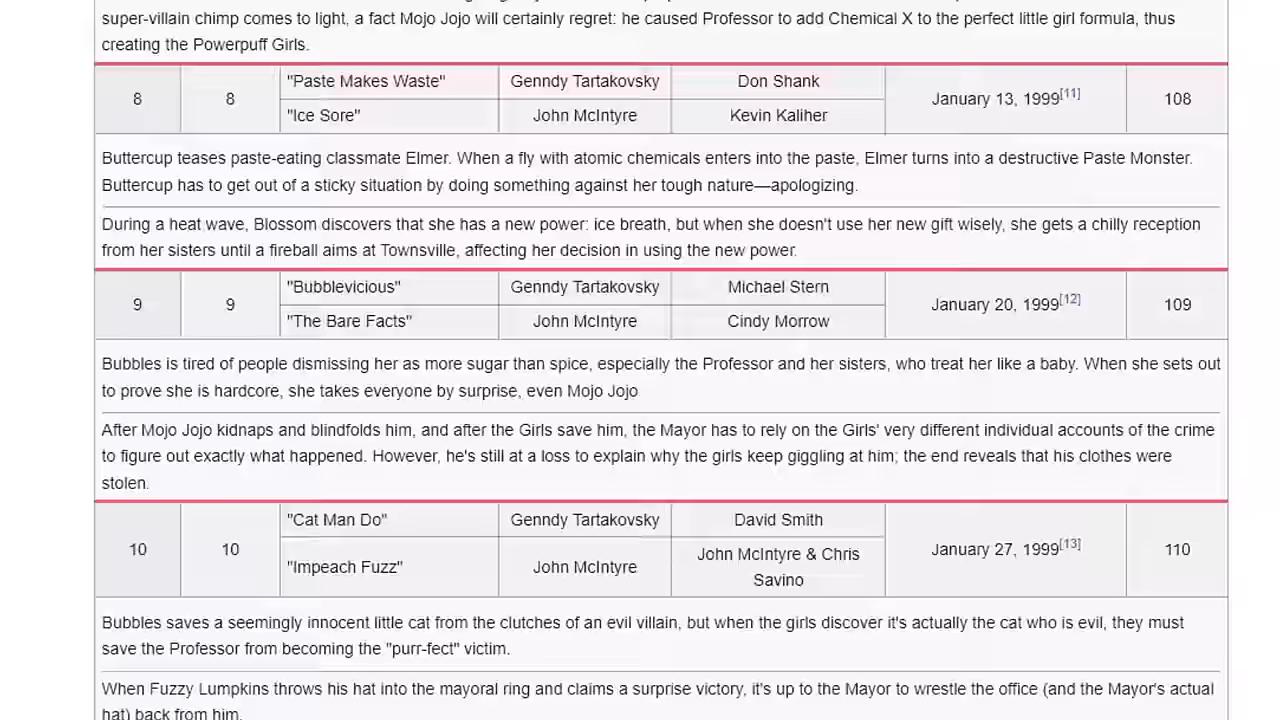 super-villain chimp comes to light, a fact Mojo Jojo will certainly regret: he caused Professor to add Chemical X to the perfect little girl formula, thus
creating the Powerpuff Girls.
8 8 "Paste Makes Waste" Genndy Tartakovsky Don Shank January 13, 1999[11] 108
"Ice Sore" John McIntyre Kevin Kaliher
Buttercup teases paste-eating classmate Elmer. When a fly with atomic chemicals enters into the paste, Elmer turns into a destructive Paste Monster.
Buttercup has to get out of a sticky situation by doing something against her tough nature—apologizing.
During a heat wave, Blossom discovers that she has a new power: ice breath, but when she doesn't use her new gift wisely, she gets a chilly reception
from her sisters until a fireball aims at Townsville, affecting her decision in using the new power.
9 9 "Bubblevicious" Genndy Tartakovsky Michael Stern January 20, 1999[12] 109
"The Bare Facts" John McIntyre Cindy Morrow
Bubbles is tired of people dismissing her as more sugar than spice, especially the Professor and her sisters, who treat her like a baby. When she sets out
to prove she is hardcore, she takes everyone by surprise, even Mojo Jojo
After Mojo Jojo kidnaps and blindfolds him, and after the Girls save him, the Mayor has to rely on the Girls' very different individual accounts of the crime
to figure out exactly what happened. However, he's still at a loss to explain why the girls keep giggling at him; the end reveals that his clothes were
stolen.
10 10 "Cat Man Do" Genndy Tartakovsky David Smith January 27, 1999[13] 110
"Impeach Fuzz" John McIntyre John McIntyre & Chris
Savino
Bubbles saves a seemingly innocent little cat from the clutches of an evil villain, but when the girls discover it's actually the cat who is evil, they must
save the Professor from becoming the "purr-fect" victim.
When Fuzzy Lumpkins throws his hat into the mayoral ring and claims a surprise victory, it's up to the Mayor to wrestle the office (and the Mayor's actual
hat) back from him.